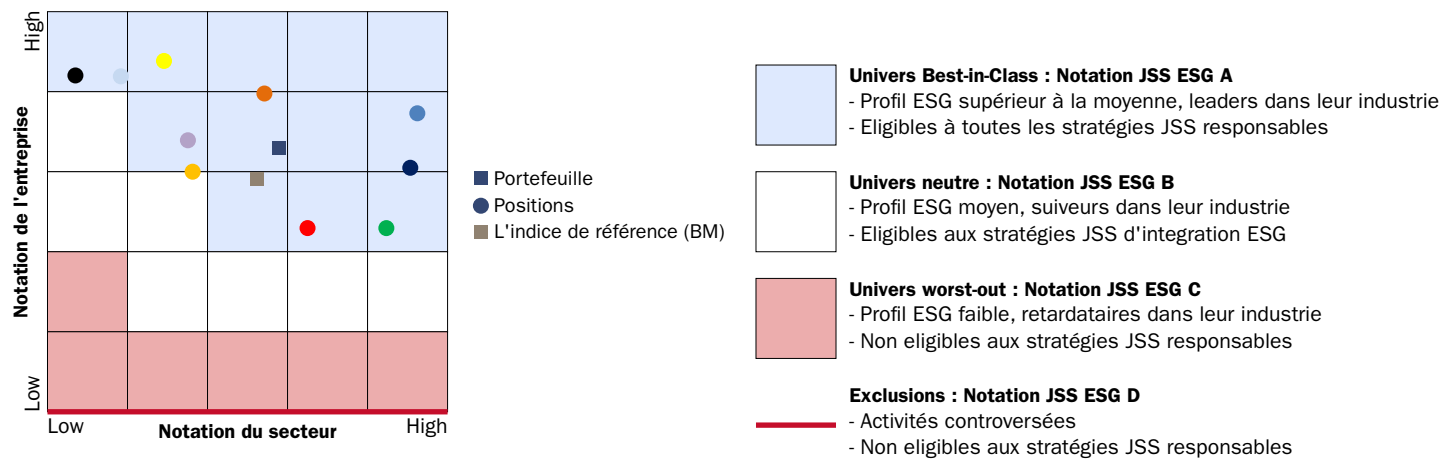 High
Notation de l'entreprise
Low
Low
Notation du secteur
High
Portefeuille
Positions
L'indice de référence (BM)
Univers Best-in-Class : Notation JSS ESG A
- Profil ESG supérieur à la moyenne, leaders dans leur industrie
- Eligibles à toutes les stratégies JSS responsables
Univers neutre : Notation JSS ESG B
- Profil ESG moyen, suiveurs dans leur industrie
- Eligibles aux stratégies JSS d'integration ESG
Univers worst-out : Notation JSS ESG C
- Profil ESG faible, retardataires dans leur industrie
- Non eligibles aux stratégies JSS responsables
Exclusions : Notation JSS ESG D
- Activités controversées
- Non eligibles aux stratégies JSS responsables